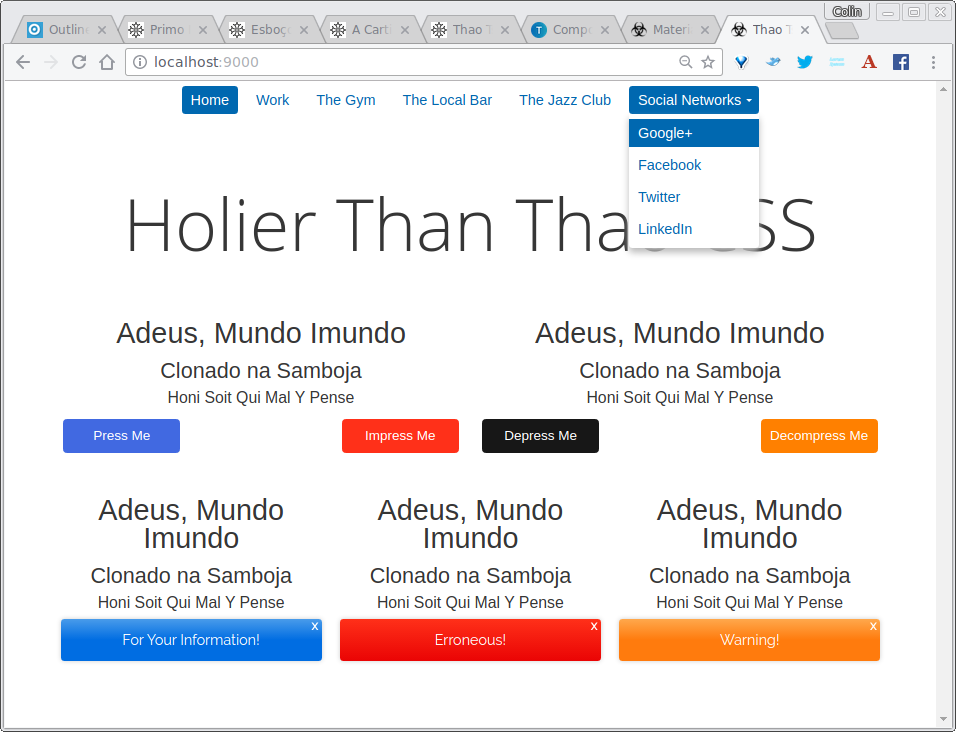 Colin
Outline Primo Esboç A Carta Thao T Compo Materi Thao T
localhost:9000
Home Work The Gym The Local Bar The Jazz Club Social Networks
Google+
Facebook
Twitter
LinkedIn
Holier Than Thao CSS
Adeus, Mundo Imundo Adeus, Mundo Imundo
Clonado na Samboja Clonado na Samboja
Honi Soit Qui Mal Y Pense Honi Soit Qui Mal Y Pense
Press Me Impress Me Depress Me Decompress Me
Adeus, Mundo Adeus, Mundo Adeus, Mundo
Imundo Imundo Imundo
Clonado na Samboja Clonado na Samboja Clonado na Samboja
Honi Soit Qui Mal Y Pense Honi Soit Qui Mal Y Pense Honi Soit Qui Mal Y Pense
For Your Information! x Erroneous! x Warning! x